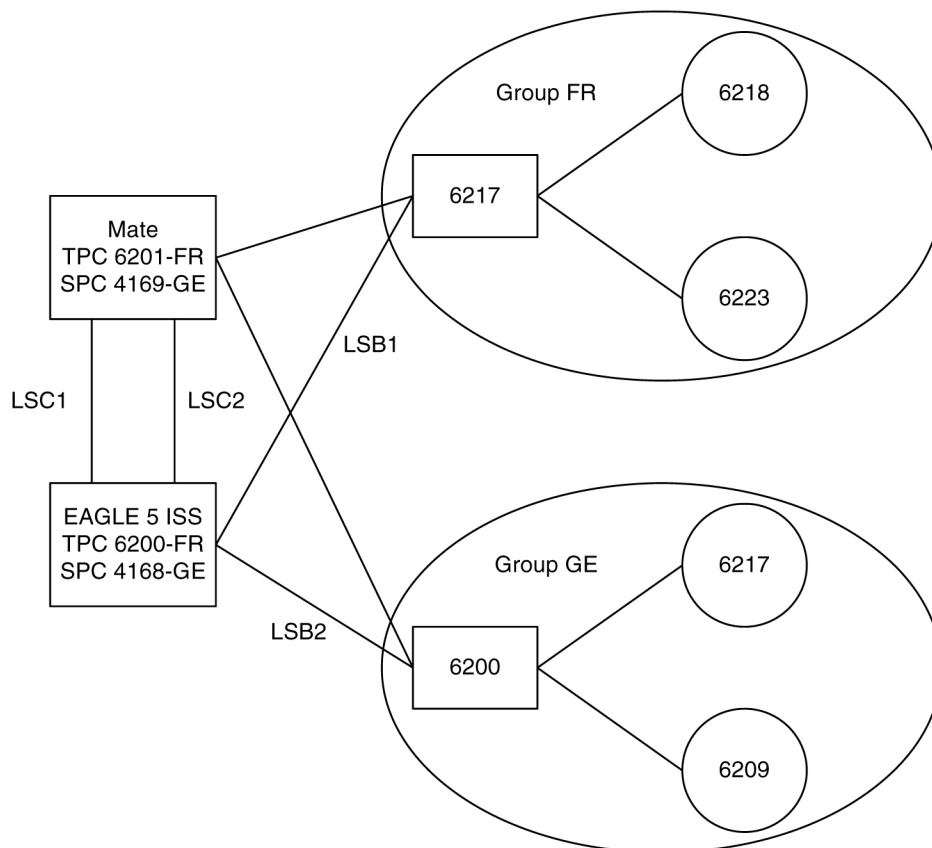 Group FR
6218
6217
6223
Mate
TPC 6201-FR
SPC 4169-GE
LSB1
LSC1
LSC2
EAGLE 5 ISS
TPC 6200-FR
SPC 4168-GE
LSB2
Group GE
6217
6200
6209